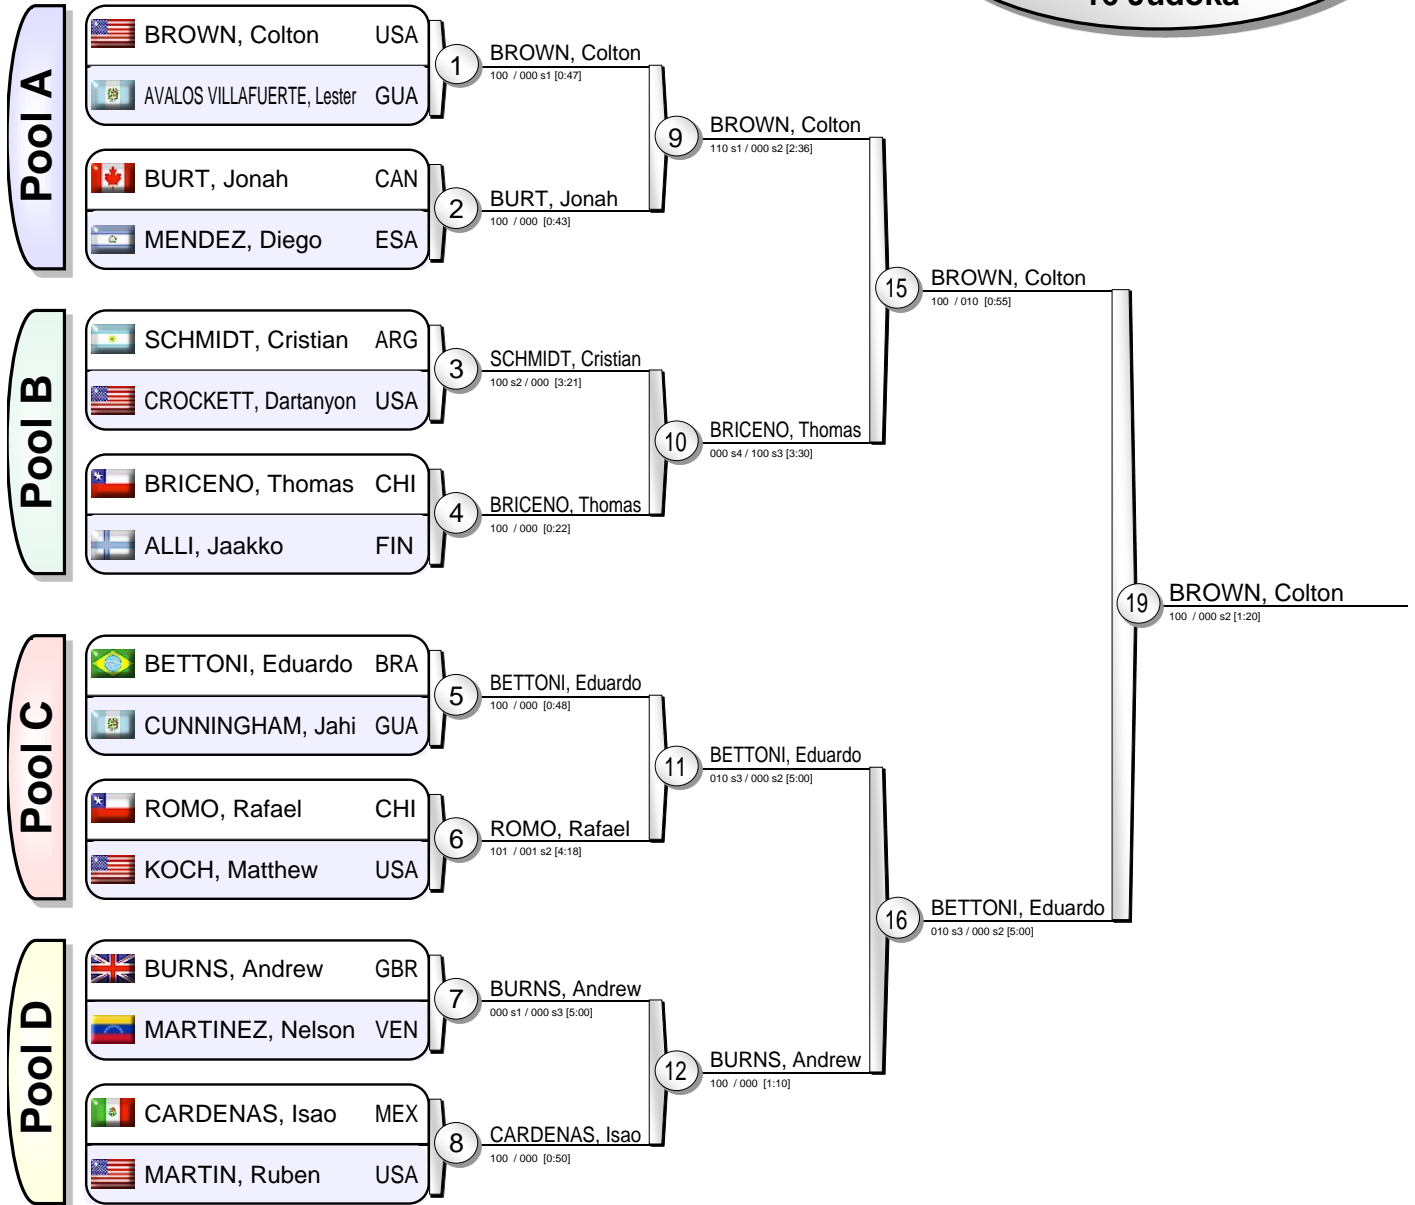 16 Judoka
Pool A
BROWN, Colton USA
AVALOS VILLAFUERTE, Lester GUA
1
BROWN, Colton
100 / 000 s1 [0:47]
BURT, Jonah CAN
MENDEZ, Diego ESA
2
BURT, Jonah
100 / 000 [0:43]
9
BROWN, Colton
110 s1 / 000 s2 [2:36]
Pool B
SCHMIDT, Cristian ARG
CROCKETT, Dartanyon USA
3
SCHMIDT, Cristian
100 s2 / 000 [3:21]
BRICENO, Thomas CHI
ALLI, Jaakko FIN
4
BRICENO, Thomas
100 / 000 [0:22]
10
BRICENO, Thomas
000 s4 / 100 s3 [3:30]
15
BROWN, Colton
100 / 010 [0:55]
Pool C
BETTONI, Eduardo BRA
CUNNINGHAM, Jahi GUA
5
BETTONI, Eduardo
100 / 000 [0:48]
ROMO, Rafael CHI
KOCH, Matthew USA
6
ROMO, Rafael
101 / 001 s2 [4:18]
11
BETTONI, Eduardo
010 s3 / 000 s2 [5:00]
Pool D
BURNS, Andrew GBR
MARTINEZ, Nelson VEN
7
BURNS, Andrew
000 s1 / 000 s3 [5:00]
CARDENAS, Isao MEX
MARTIN, Ruben USA
8
CARDENAS, Isao
100 / 000 [0:50]
12
BURNS, Andrew
100 / 000 [1:10]
16
BETTONI, Eduardo
010 s3 / 000 s2 [5:00]
19
BROWN, Colton
100 / 000 s2 [1:20]